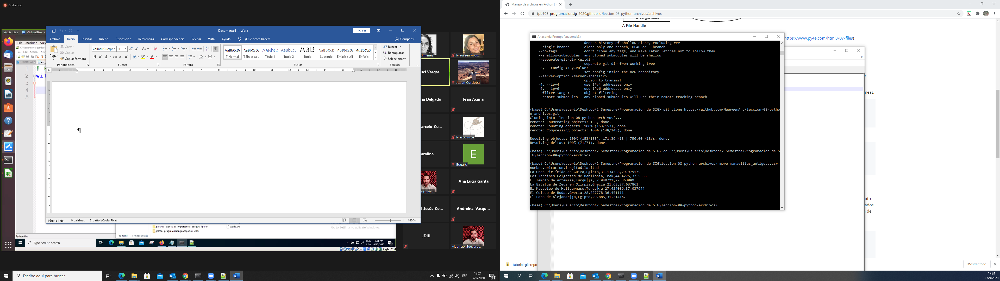 Grabando
Activities VirtualBox
File Machine View
File Edit Search View
README.md
1 #
2 wit
3
4
5
Documento1 - Word
Inic. ses.
Archivo Inicio Insertar Diseño Disposición Referencias Correspondencia Revisar Vista Ayuda ¿Qué desea hacer? Compartir
Pegar
Cortar
Copiar
Copiar formato
Portapapeles
Calibri (Cuerpo 11
N K S abc x₂ x²
Fuente
Párrafo
AaBbCcDc AaBbCcDc AaBbCc AaBbCcD AaB AaBbCcD AaBbCcDc AaBbCcDc
¶ Normal ¶ Sin espa... Título 1 Título 2 Título Subtítulo Énfasis sutil Énfasis
Estilos
Buscar
Reemplazar
Seleccionar
Edición
¶
Página 1 de 1 0 palabras Español (Costa Rica) 180 %
parches-esenciales-importantes-bosque-ripario
pf0953-programaciongeoespacialr-2020
world.shx
Go to Settings to activate Windows.
65 items 1 item selected
Python file
Type here to search
ENG
LAA
5:24 PM
9/17/2020
Right Ctrl
Jiménez
Maureen Argu...
uel Vargas
Johan Cordoba
ria Delgado
Fran Acuña
arcelo Cu...
Marco Arce
arolina
E
Eduard
o Guev...
Ana Lucía Garita
l Jesús Co...
Andreina Vásqu...
JDIII
Mauricio Guevara...
Escribe aquí para buscar
ESP
17:24
17/9/2020
44
Manejo de archivos en Python |
tpb708-programacionsig-2020.github.io/leccion-08-python-archivos/archivos
A File Handle
https://www.py4e.com/html3/07-files)
Anaconda Prompt (anaconda3)
deepen history of shallow clone, excluding rev
--single-branch clone only one branch, HEAD or --branch
--no-tags don't clone any tags, and make later fetches not to follow them
--shallow-submodules any cloned submodules will be shallow
--separate-git-dir <gitdir>
separate git dir from working tree
-c, --config <key=value>
set config inside the new repository
--server-option <server-specific>
option to transmit
-4, --ipv4 use IPv4 addresses only
-6, --ipv6 use IPv6 addresses only
--filter <args> object filtering
--remote-submodules any cloned submodules will use their remote-tracking branch
(base) C:\Users\usuario\Desktop\2 Semestre\Programacion de SIG> git clone https://github.com/MaureenArg/leccion-08-pytho
n-archivos.git
Cloning into 'leccion-08-python-archivos'...
remote: Enumerating objects: 153, done.
remote: Counting objects: 100% (153/153), done.
remote: Compressing objects: 100% (148/148), done.
Receiving objects: 100% (153/153), 171.39 KiB | 756.00 KiB/s, done.
Resolving deltas: 100% (71/71), done.
(base) C:\Users\usuario\Desktop\2 Semestre\Programacion de SIG> cd C:\Users\usuario\Desktop\2 Semestre\Programacion de S
IG\leccion-08-python-archivos
(base) C:\Users\usuario\Desktop\2 Semestre\Programacion de SIG\leccion-08-python-archivos> more maravillas_antiguas.csv
nombre,ubicacion,longitud,latitud
La Gran Pir├ímide de Guiza,Egipto,31.134358,29.979175
Los Jardines Colgantes de Babilonia,Irak,44.4275,32.5355
El Templo de Artemisa,Turqu├¡a,37.949722,27.363889
La Estatua de Zeus en Olimpia,Grecia,21.63,37.637861
El Mausoleo de Halicarnaso,Turqu├¡a,27.424056,37.037944
El Coloso de Rodas,Grecia,28.227778,36.451111
El Faro de Alejandr├¡a,Egipto,29.885,31.214167
(base) C:\Users\usuario\Desktop\2 Semestre\Programacion de SIG\leccion-08-python-archivos>
neas.
ato
ados
n de
tutorial-git-repo
Mostrar todo
17:24
17/9/2020